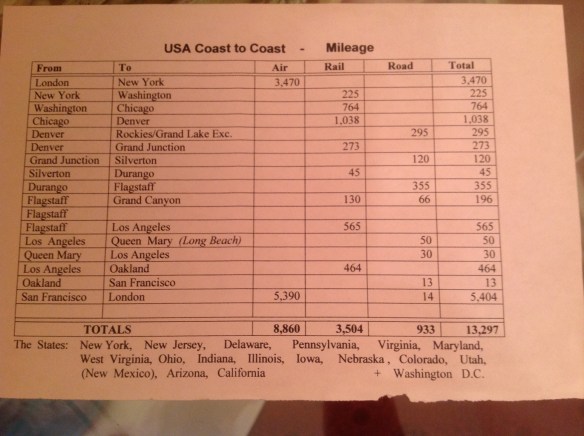 USA Coast to Coast - Mileage
From To Air Rail Road Total
London New York 3,470 3,470
New York Washington 225 225
Washington Chicago 764 764
Chicago Denver 1,038 1,038
Denver Rockies/Grand Lake Exc. 295 295
Denver Grand Junction 273 273
Grand Junction Silverton 120 120
Silverton Durango 45 45
Durango Flagstaff 355 355
Flagstaff Grand Canyon 130 66 196
Flagstaff
Flagstaff Los Angeles 565 565
Los Angeles Queen Mary (Long Beach) 50 50
Queen Mary Los Angeles 30 30
Los Angeles Oakland 464 464
Oakland San Francisco 13 13
San Francisco London 5,390 14 5,404
TOTALS 8,860 3,504 933 13,297
The States: New York, New Jersey, Delaware, Pennsylvania, Virginia, Maryland,
West Virginia, Ohio, Indiana, Illinois, Iowa, Nebraska, Colorado, Utah,
(New Mexico), Arizona, California + Washington D.C.